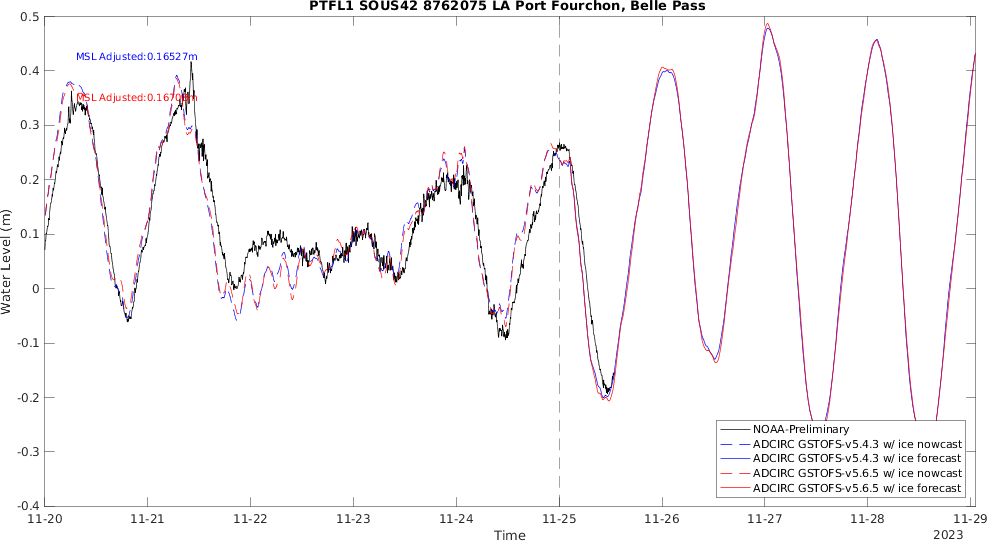 PTFL1 SOUS42 8762075 LA Port Fourchon, Belle Pass
0.5
MSL Adjusted:0.16527m
0.4
MSL Adjusted:
0.3
0.2
0.1
0
-0.1
-0.2
-0.3
-0.4
Water Level (m)
NOAA-Preliminary
ADCIRC GSTOFS-v5.4.3 w/ ice nowcast
ADCIRC GSTOFS-v5.4.3 w/ ice forecast
ADCIRC GSTOFS-v5.6.5 w/ ice nowcast
ADCIRC GSTOFS-v5.6.5 w/ ice forecast
11-20 11-21 11-22 11-23 11-24 11-25 11-26 11-27 11-28 11-29
Time
2023